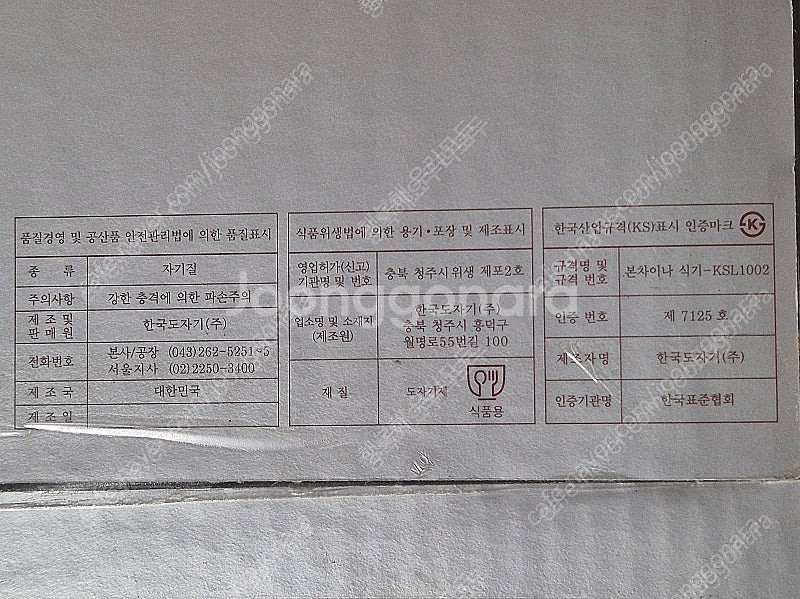 품질경영 및 공산품 안전관리법에 의한 품질표시
종 류 자기질
주의사항 강한 충격에 의한 파손주의
제 조 및
판 매 원
한국도자기(주)
전화번호
본사/공장 (043)262-5251~5
서울지사 (02)2250-3400
제 조 국 대한민국
제 조 일
식품위생법에 의한 용기·포장 및 제조표시
영업허가(신고)
기관명 및 번호
충북 청주시위생 제포2호
업소명 및 소재지
(제조원)
한국도자기(주)
충북 청주시 흥덕구
월명로55번길 100
재 질 도자기제
식품용
한국산업규격(KS)표시 인증마크
규격명 및
규격 번호
본차이나 식기-KSL1002
인증 번호 제 7125 호
제조자명 한국도자기(주)
인증기관명 한국표준협회
Joonggonara